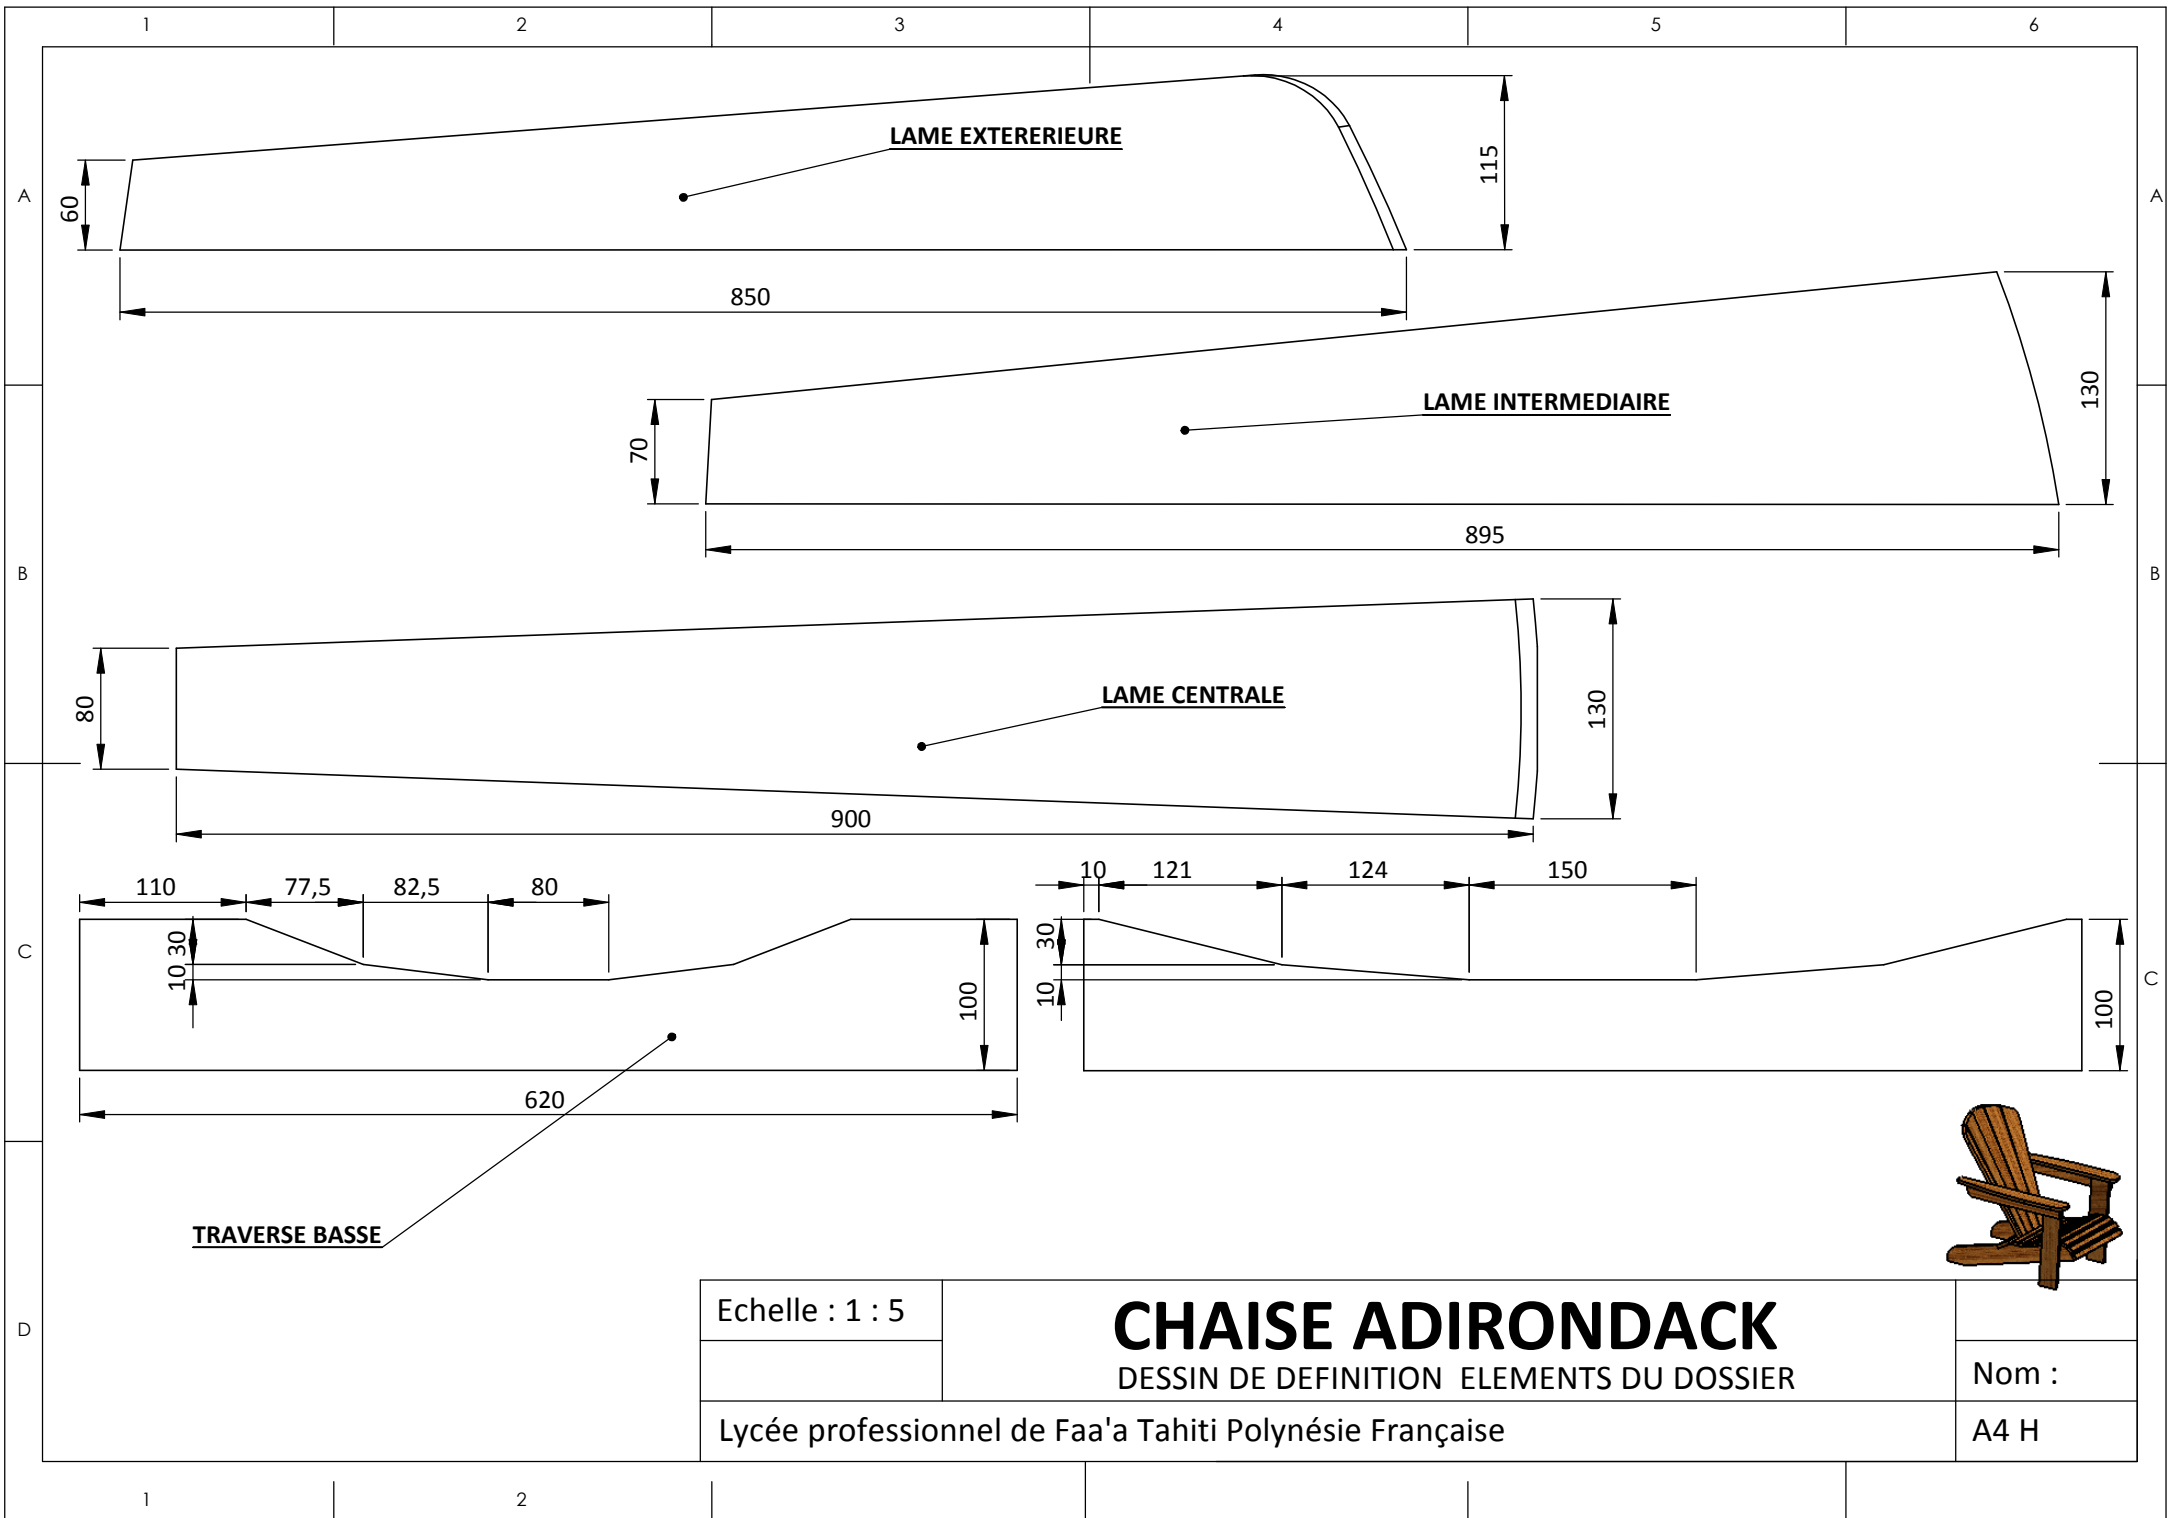 1 2 3 4 5 6
LAME EXTERERIEURE
115
A A
60
850
LAME INTERMEDIAIRE
130
70
895
B B
LAME CENTRALE
80
130
900
110 77,5 82,5 80
10 121 124 150
30
10
100
30
10
100
C C
620
TRAVERSE BASSE
Echelle : 1 : 5
CHAISE ADIRONDACK
DESSIN DE DEFINITION ELEMENTS DU DOSSIER
Nom :
D
Lycée professionnel de Faa'a Tahiti Polynésie Française
A4 H
1 2